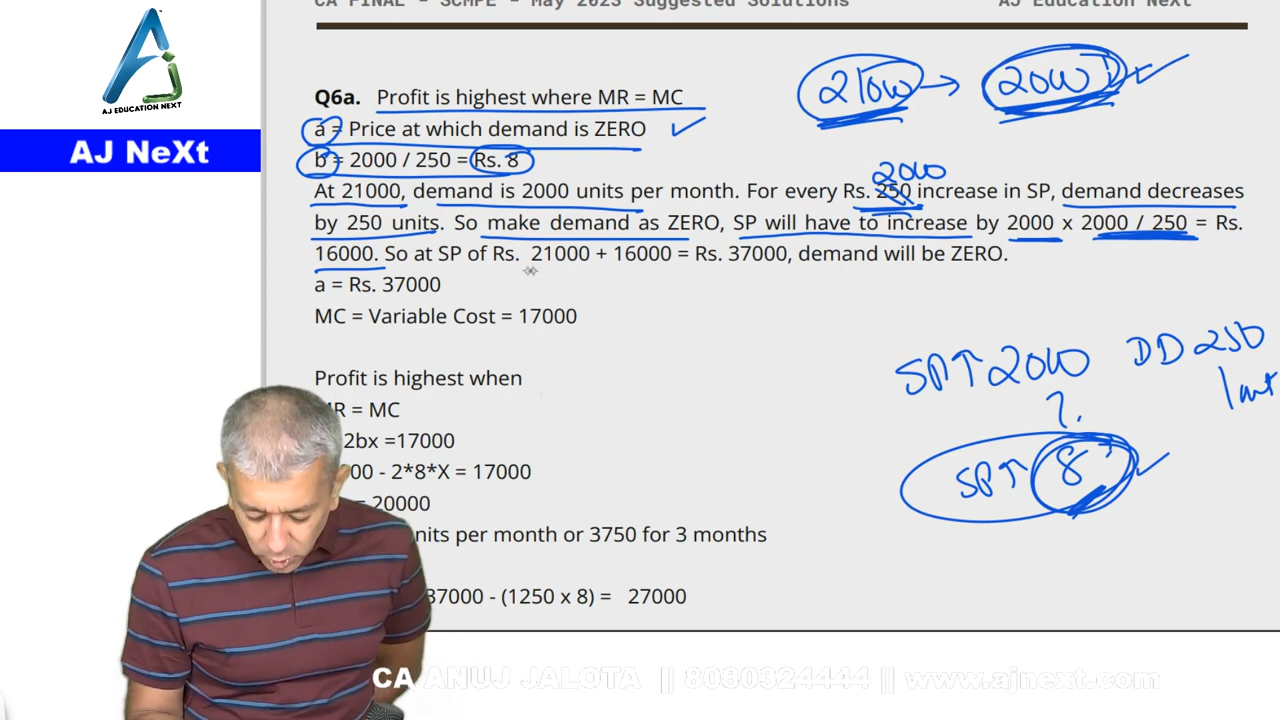 CA FINAL - SCMPE - May 2023 Suggested Solutions AJ Education NeXt
AJ EDUCATION NEXT
AJ NeXt
21000 → 2000
Q6a. Profit is highest where MR = MC
a = Price at which demand is ZERO
b = 2000 / 250 = Rs. 8
2000
At 21000, demand is 2000 units per month. For every Rs. 250 increase in SP, demand decreases
by 250 units. So make demand as ZERO, SP will have to increase by 2000 x 2000 / 250 = Rs.
16000. So at SP of Rs. 21000 + 16000 = Rs. 37000, demand will be ZERO.
a = Rs. 37000
MC = Variable Cost = 17000
SP↑ 2000 DD 250
1 unit
?
SP↑ 8
Profit is highest when
MR = MC
2bx =17000
00 - 2*8*X = 17000
= 20000
nits per month or 3750 for 3 months
37000 - (1250 x 8) = 27000
CA ANUJ JALOTA || 8080924444 || www.ajnext.com